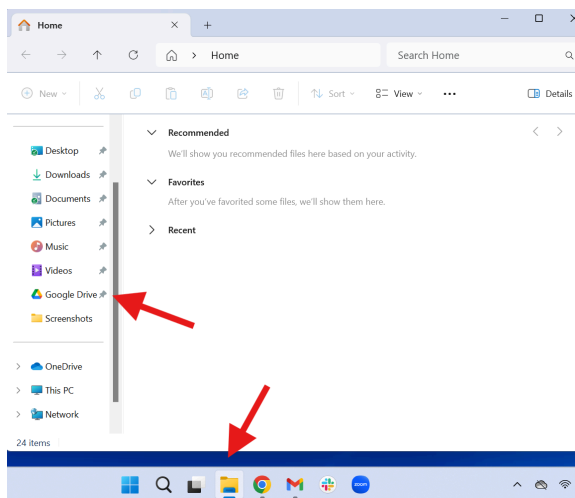 Home
Home
Search Home
New
Sort
View
Details
Desktop
Downloads
Documents
Pictures
Music
Videos
Google Drive
Screenshots
OneDrive
This PC
Network
Recommended
We'll show you recommended files here based on your activity.
Favorites
After you've favorited some files, we'll show them here.
Recent
24 items
zoom